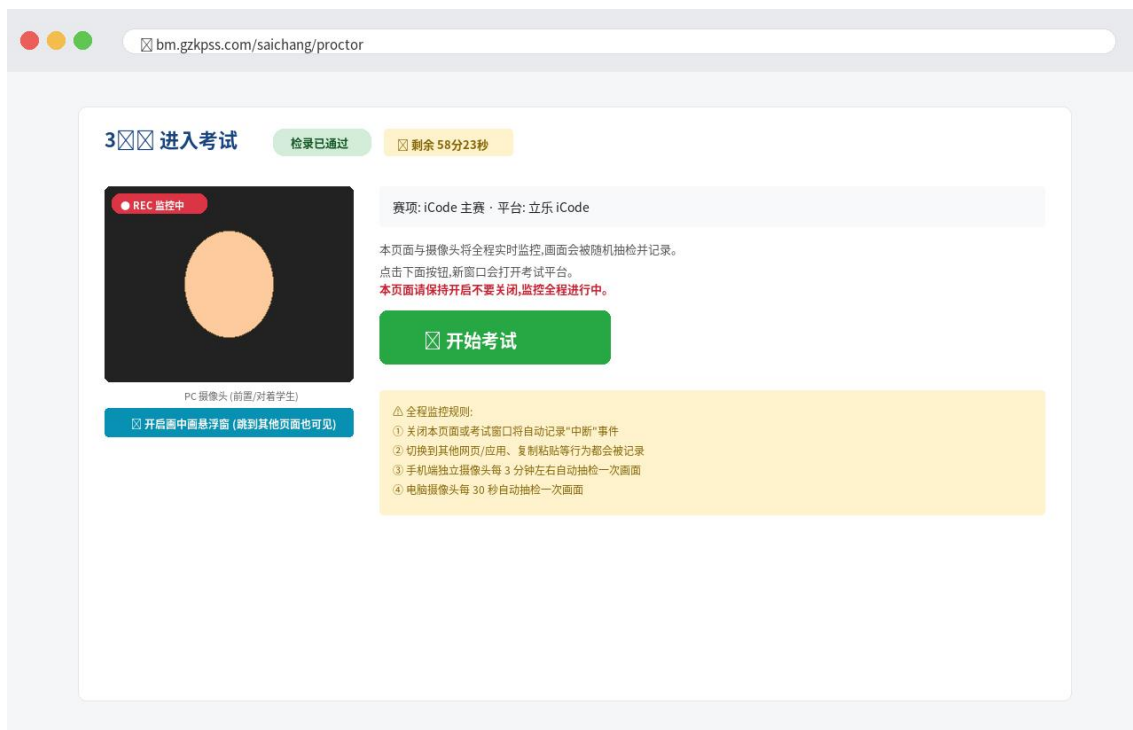 bm.gzkpss.com/saichang/proctor
3 进入考试
检录已通过
剩余 58分23秒
REC 监控中
赛项: iCode 主赛 · 平台: 立乐 iCode
本页面与摄像头将全程实时监控,画面会被随机抽检并记录。
点击下面按钮,新窗口会打开考试平台。
本页面请保持开启不要关闭,监控全程进行中。
开始考试
PC 摄像头 (前置/对着学生)
开启画中画悬浮窗 (跳到其他页面也可见)
⚠ 全程监控规则:
① 关闭本页面或考试窗口将自动记录"中断"事件
② 切换到其他网页/应用、复制粘贴等行为都会被记录
③ 手机端独立摄像头每 3 分钟左右自动抽检一次画面
④ 电脑摄像头每 30 秒自动抽检一次画面